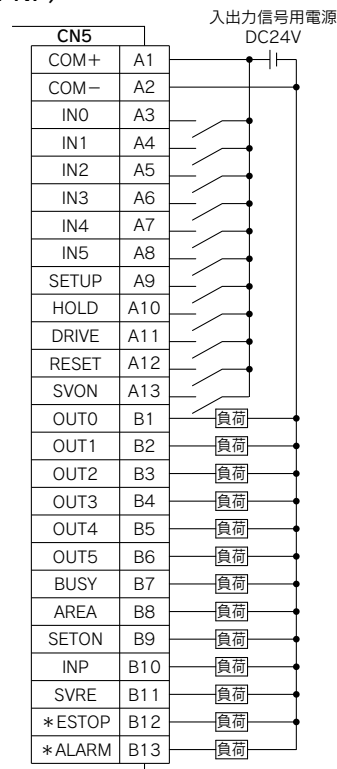 入出力信号用電源
DC24V
CN5
COM+ A1
COM− A2
IN0 A3
IN1 A4
IN2 A5
IN3 A6
IN4 A7
IN5 A8
SETUP A9
HOLD A10
DRIVE A11
RESET A12
SVON A13
OUT0 B1 負荷
OUT1 B2 負荷
OUT2 B3 負荷
OUT3 B4 負荷
OUT4 B5 負荷
OUT5 B6 負荷
BUSY B7 負荷
AREA B8 負荷
SETON B9 負荷
INP B10 負荷
SVRE B11 負荷
*ESTOP B12 負荷
*ALARM B13 負荷